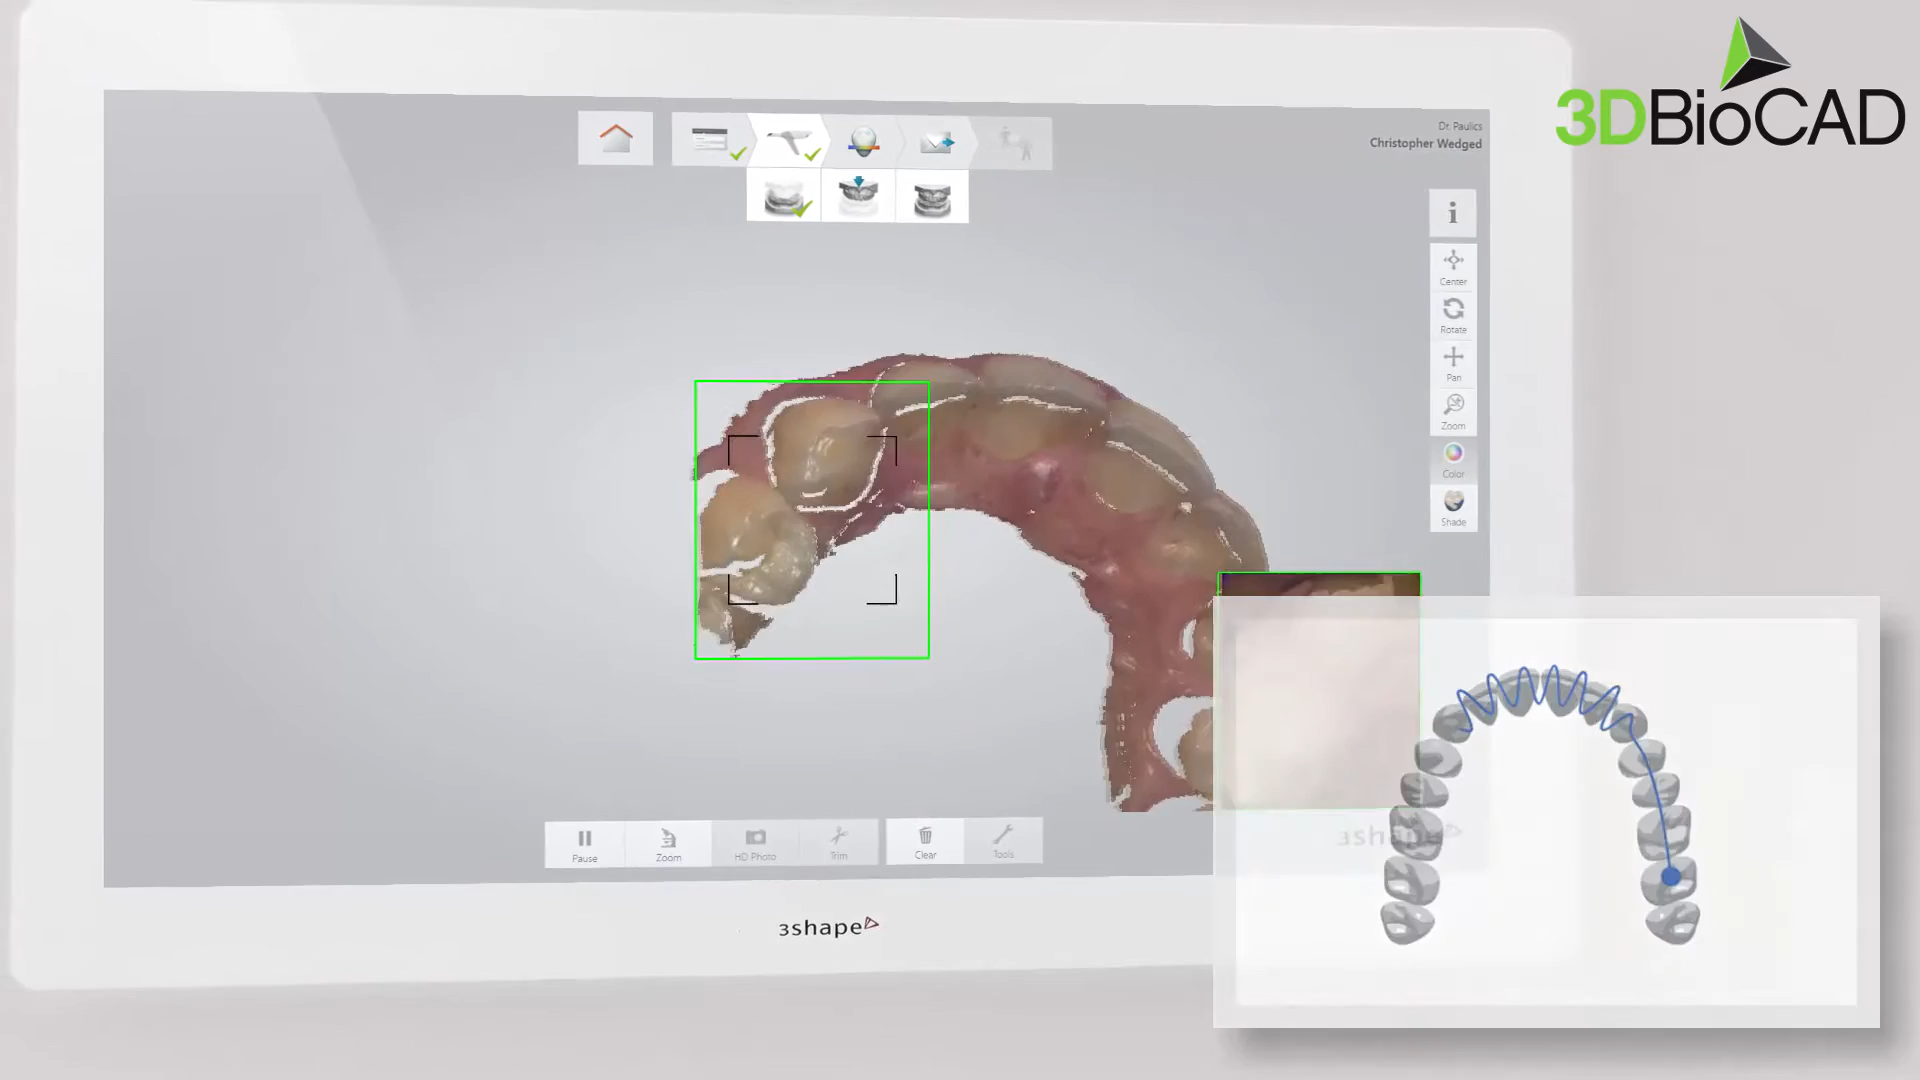 3DBioCAD
Dr. Paulics
Christopher Wedged
i
Center
Rotate
Pan
Zoom
Color
Shade
Pause
Zoom
HD Photo
Trim
Clear
Tools
3shape
3shape